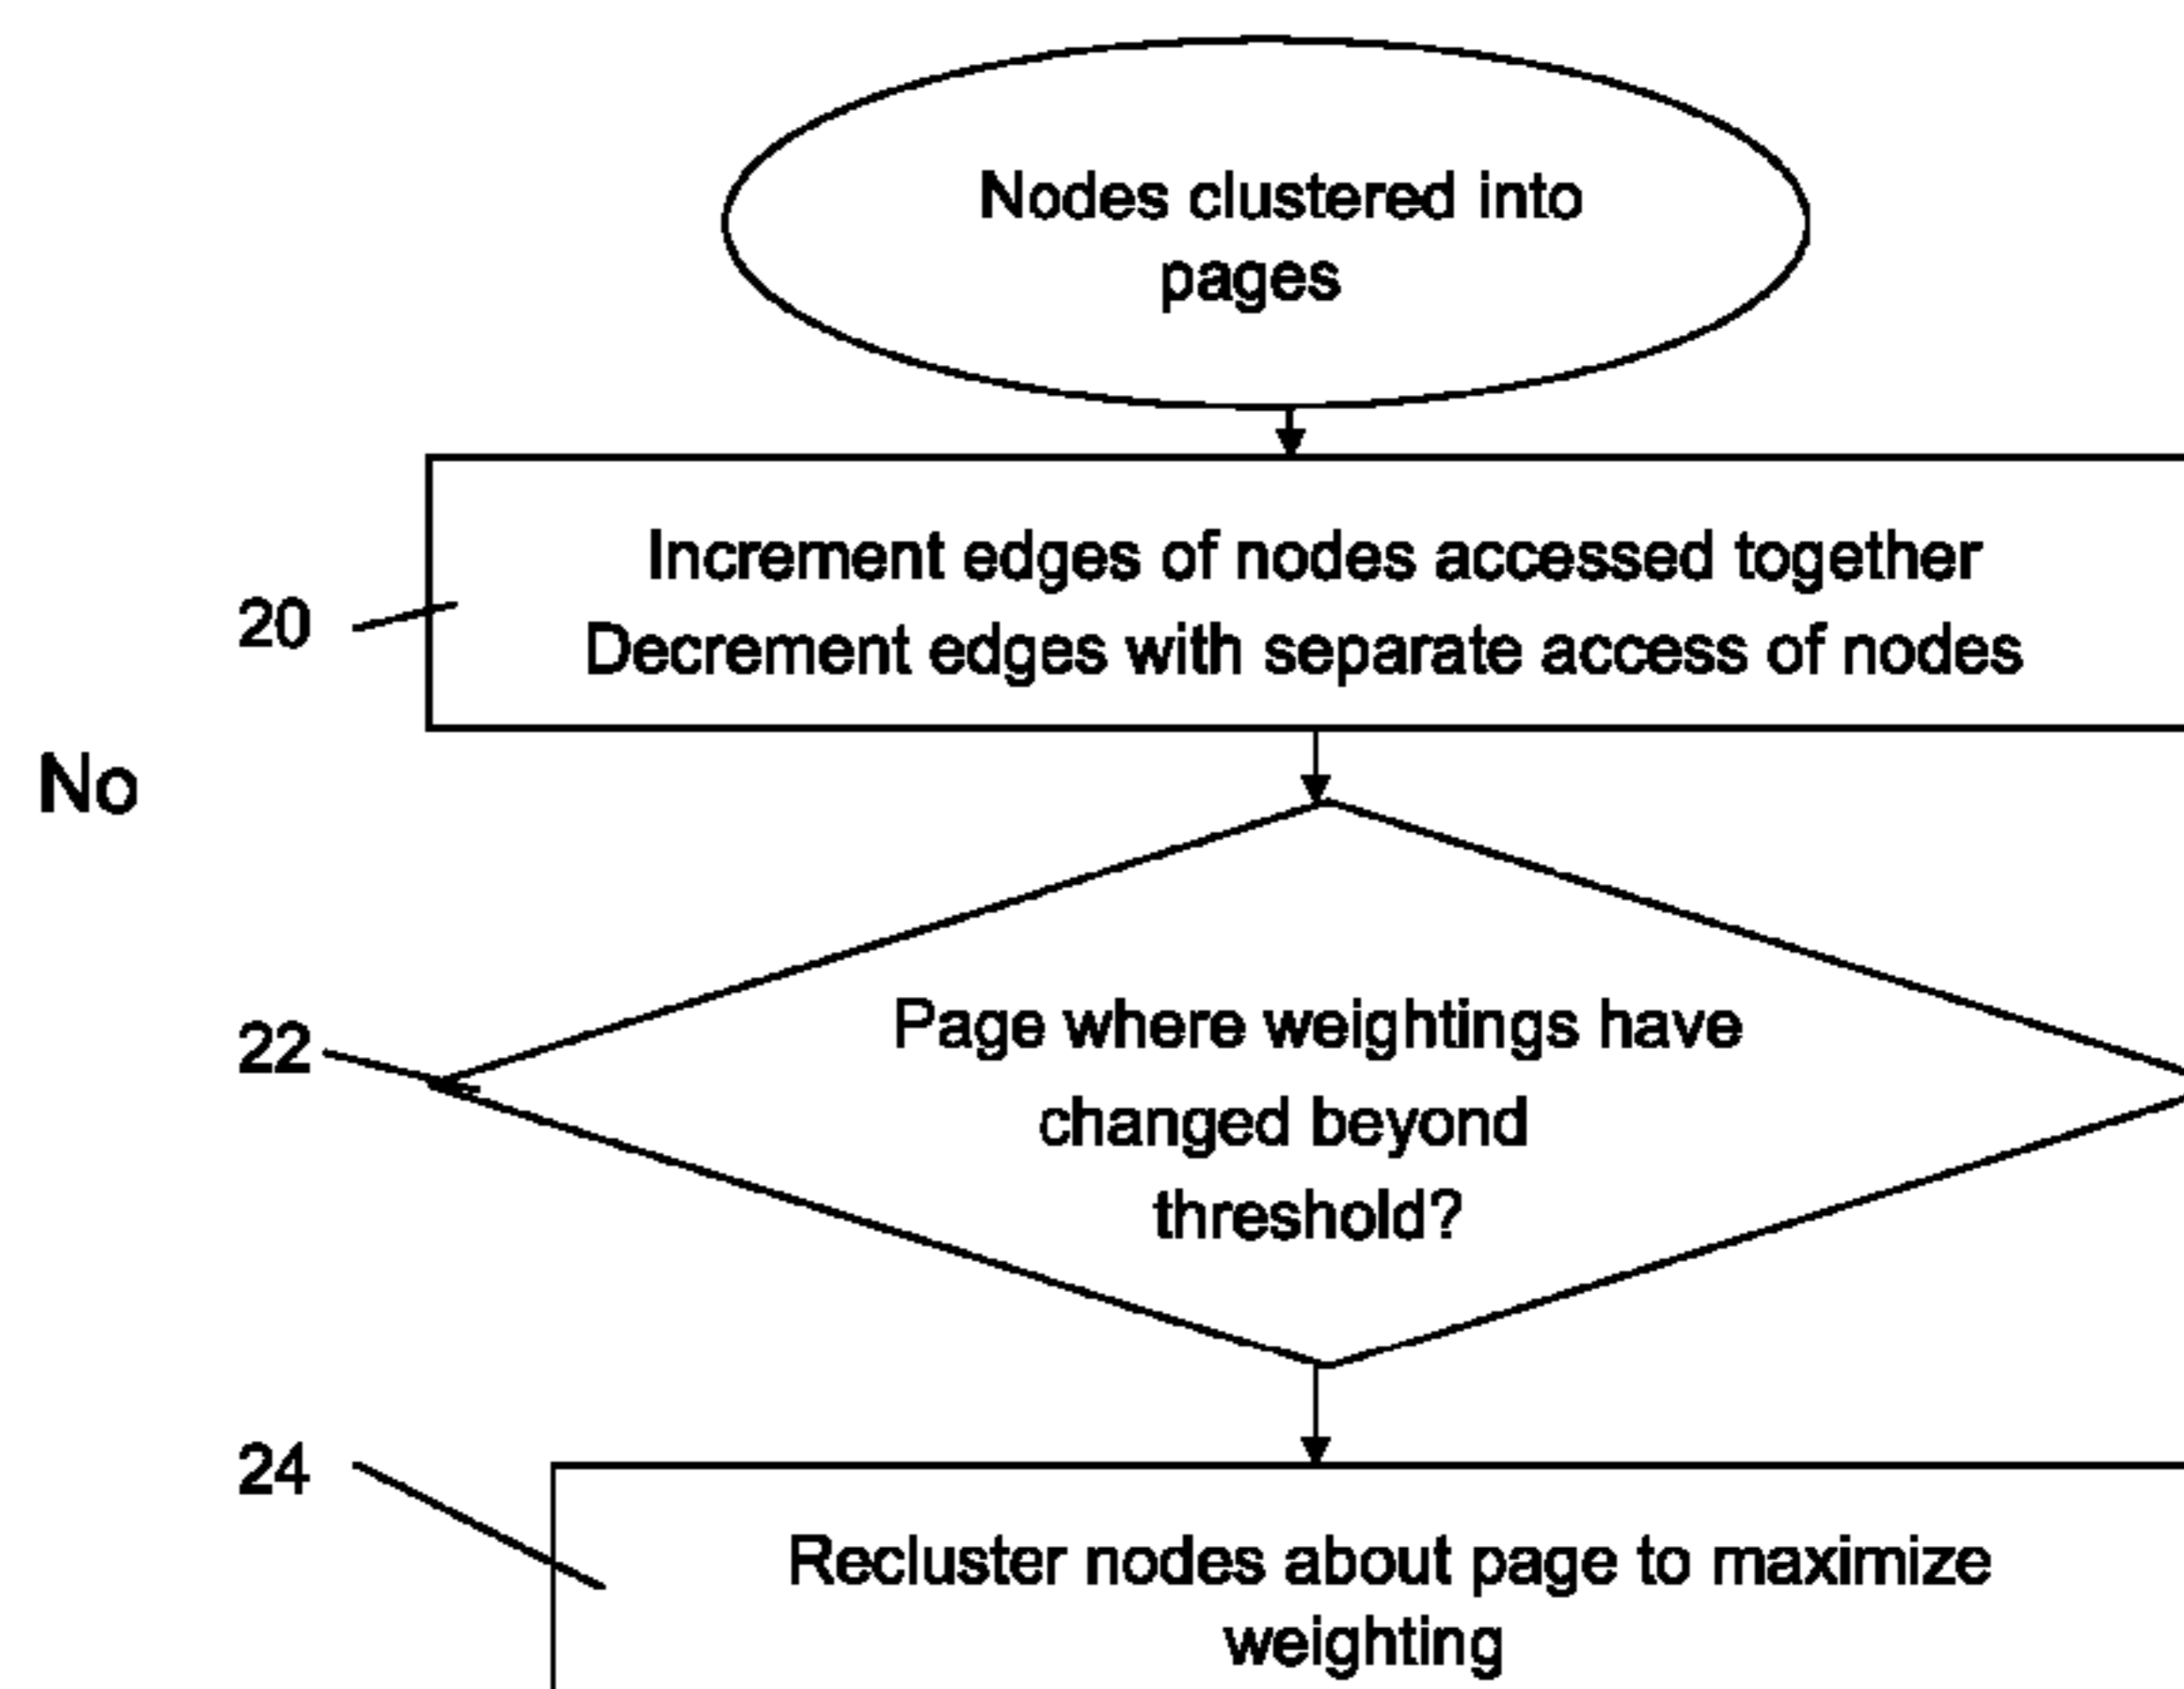 Nodes clustered into
pages
Increment edges of nodes accessed together
20
Decrement edges with separate access of nodes
No
22
Page where weightings have
changed beyond
threshold?
24
Recluster nodes about page to maximize
weighting